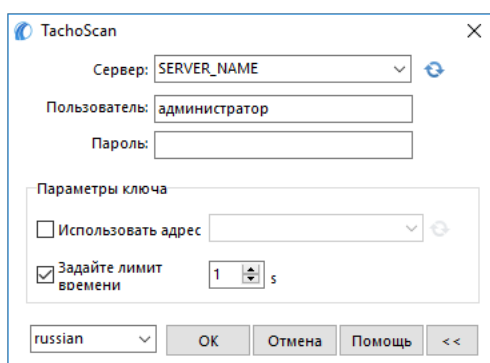 TachoScan
Сервер: SERVER_NAME
Пользователь: администратор
Пароль:
Параметры ключа
Использовать адрес
Задайте лимит
времени
1 s
russian OK Отмена Помощь <<